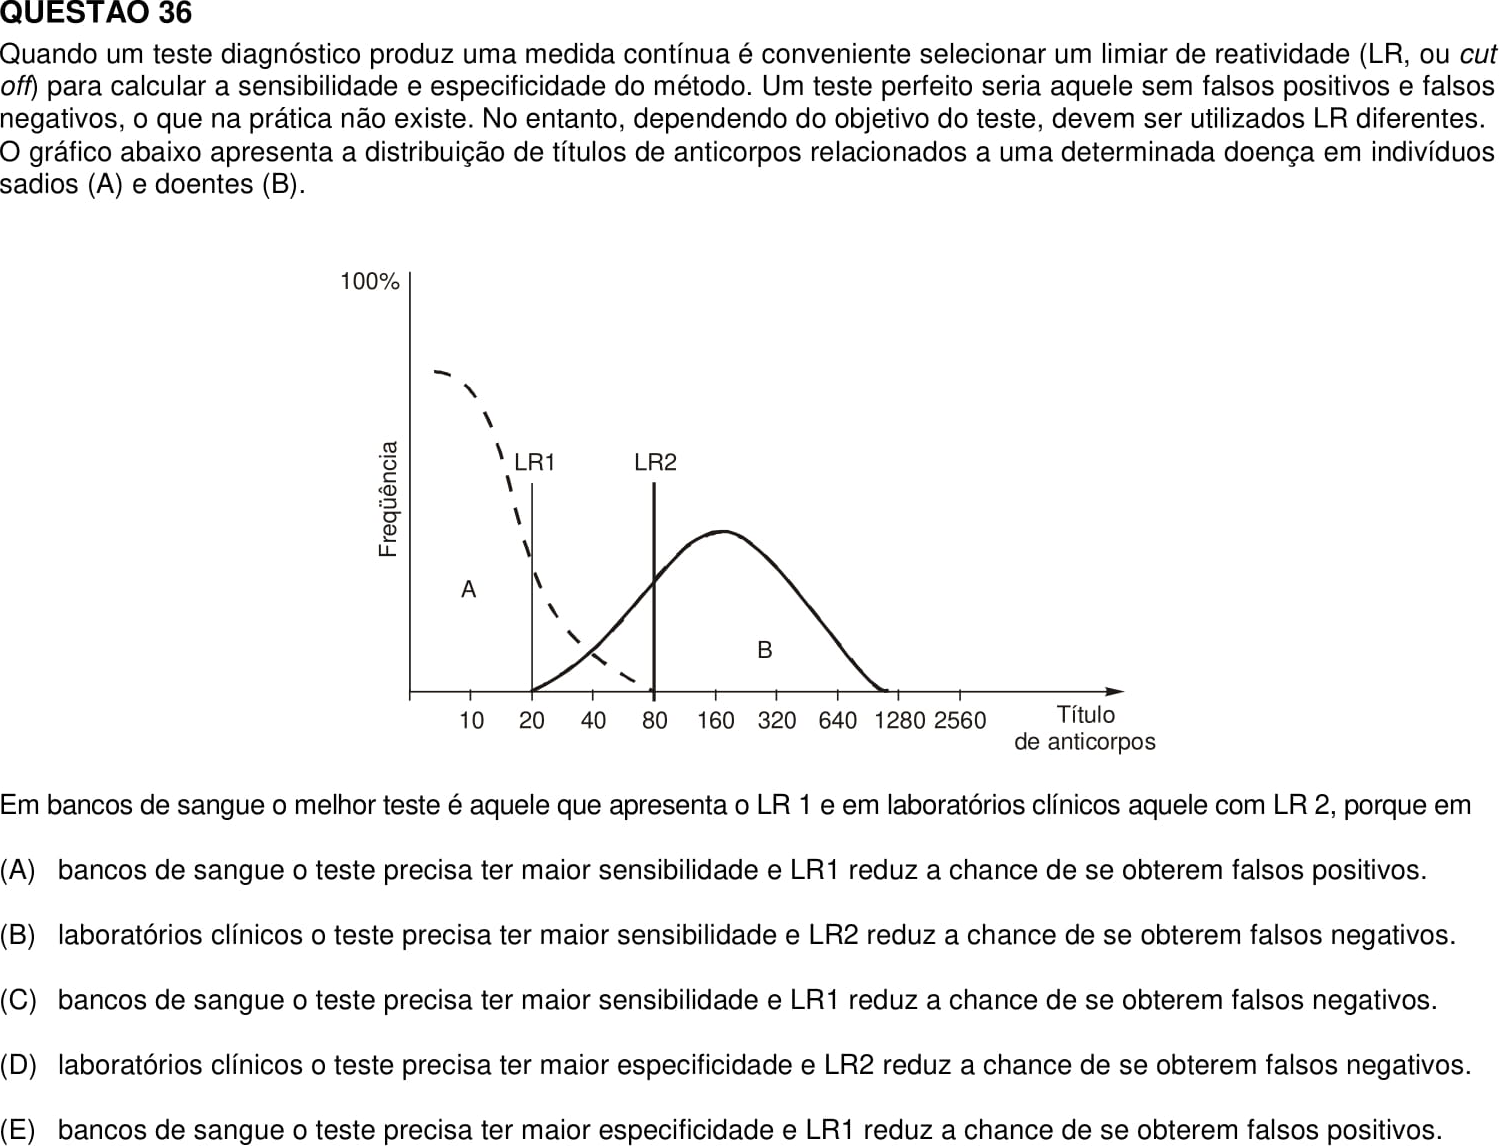 QUESTÃO 36
Quando um teste diagnóstico produz uma medida contínua é conveniente selecionar um limiar de reatividade (LR, ou cut
off) para calcular a sensibilidade e especificidade do método. Um teste perfeito seria aquele sem falsos positivos e falsos
negativos, o que na prática não existe. No entanto, dependendo do objetivo do teste, devem ser utilizados LR diferentes.
O gráfico abaixo apresenta a distribuição de títulos de anticorpos relacionados a uma determinada doença em indivíduos
sadios (A) e doentes (B).
100%
Freqüência
LR1 LR2
A
B
10 20 40 80 160 320 640 1280 2560
Título
de anticorpos
Em bancos de sangue o melhor teste é aquele que apresenta o LR 1 e em laboratórios clínicos aquele com LR 2, porque em
(A) bancos de sangue o teste precisa ter maior sensibilidade e LR1 reduz a chance de se obterem falsos positivos.
(B) laboratórios clínicos o teste precisa ter maior sensibilidade e LR2 reduz a chance de se obterem falsos negativos.
(C) bancos de sangue o teste precisa ter maior sensibilidade e LR1 reduz a chance de se obterem falsos negativos.
(D) laboratórios clínicos o teste precisa ter maior especificidade e LR2 reduz a chance de se obterem falsos negativos.
(E) bancos de sangue o teste precisa ter maior especificidade e LR1 reduz a chance de se obterem falsos positivos.